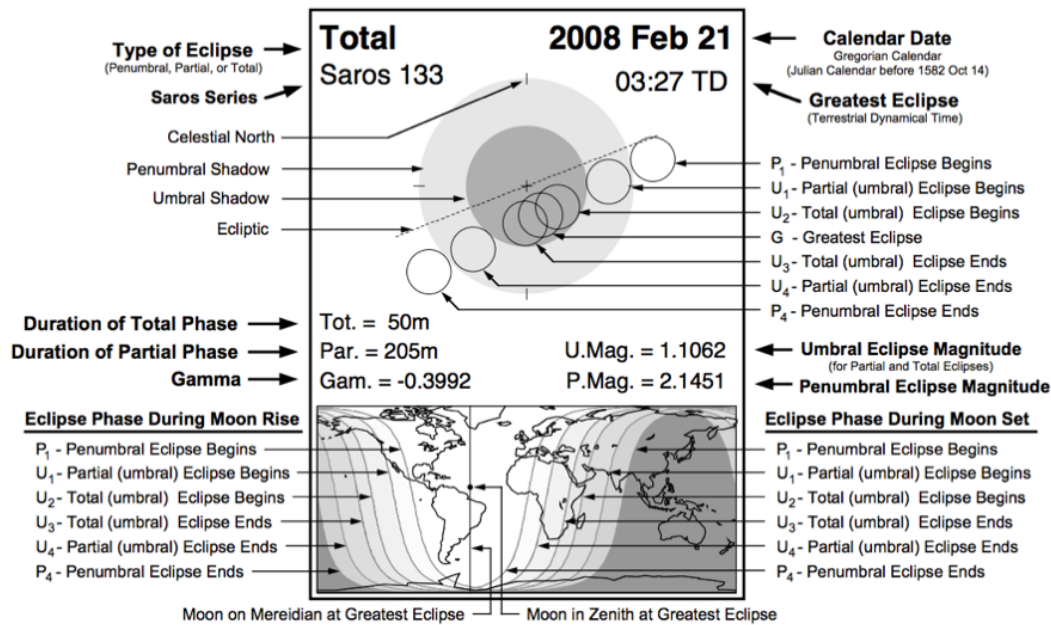 Total
2008 Feb 21
Saros 133
03:27 TD
Type of Eclipse
(Penumbral, Partial, or Total)
Saros Series
Celestial North
Penumbral Shadow
Umbral Shadow
Ecliptic
Calendar Date
Gregorian Calendar
(Julian Calendar before 1582 Oct 14)
Greatest Eclipse
(Terrestrial Dynamical Time)
P1 - Penumbral Eclipse Begins
U1 - Partial (umbral) Eclipse Begins
U2 - Total (umbral) Eclipse Begins
G - Greatest Eclipse
U3 - Total (umbral) Eclipse Ends
U4 - Partial (umbral) Eclipse Ends
P4 - Penumbral Eclipse Ends
Duration of Total Phase
Duration of Partial Phase
Gamma
Tot. = 50m
Par. = 205m
Gam. = -0.3992
U.Mag. = 1.1062
P.Mag. = 2.1451
Umbral Eclipse Magnitude
(for Partial and Total Eclipses)
Penumbral Eclipse Magnitude
Eclipse Phase During Moon Rise
P1 - Penumbral Eclipse Begins
U1 - Partial (umbral) Eclipse Begins
U2 - Total (umbral) Eclipse Begins
U3 - Total (umbral) Eclipse Ends
U4 - Partial (umbral) Eclipse Ends
P4 - Penumbral Eclipse Ends
Eclipse Phase During Moon Set
P1 - Penumbral Eclipse Begins
U1 - Partial (umbral) Eclipse Begins
U2 - Total (umbral) Eclipse Begins
U3 - Total (umbral) Eclipse Ends
U4 - Partial (umbral) Eclipse Ends
P4 - Penumbral Eclipse Ends
Moon on Mereidian at Greatest Eclipse
Moon in Zenith at Greatest Eclipse